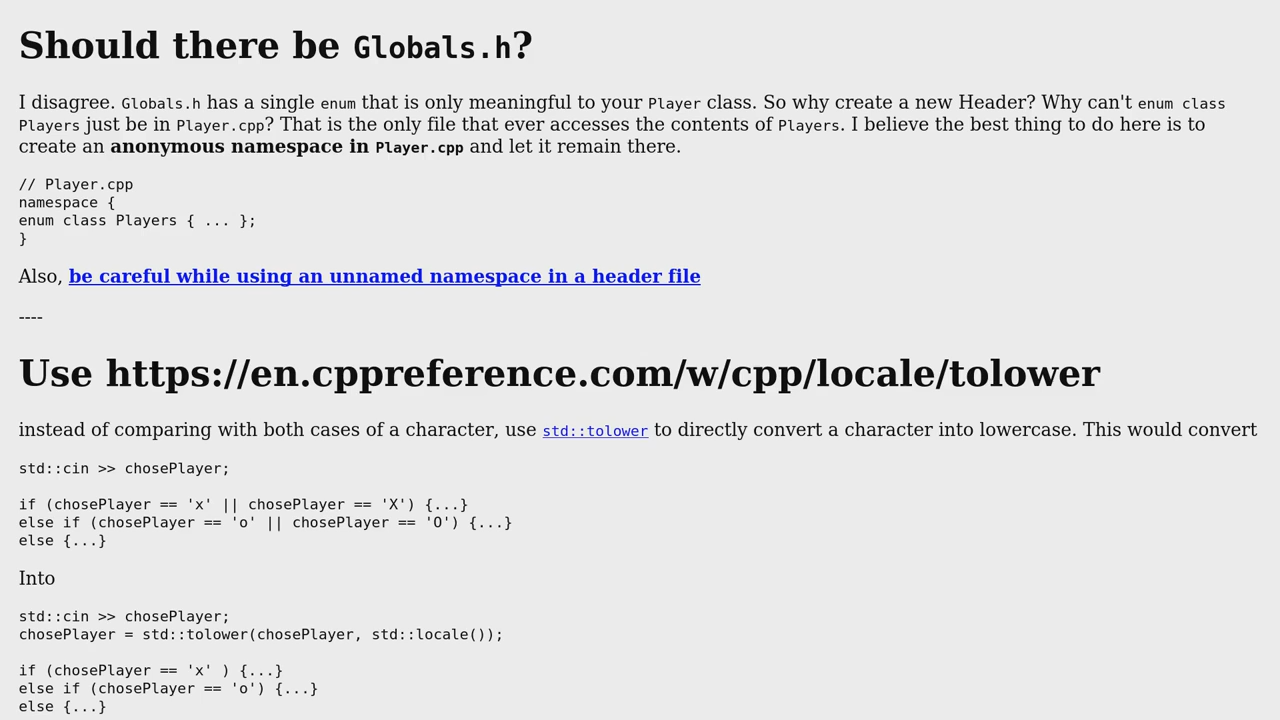 Should there be Globals.h?
I disagree. Globals.h has a single enum that is only meaningful to your Player class. So why create a new Header? Why can't enum class
Players just be in Player.cpp? That is the only file that ever accesses the contents of Players. I believe the best thing to do here is to
create an anonymous namespace in Player.cpp and let it remain there.
// Player.cpp
namespace {
enum class Players { ... };
}
Also, be careful while using an unnamed namespace in a header file
----
Use https://en.cppreference.com/w/cpp/locale/tolower
instead of comparing with both cases of a character, use std::tolower to directly convert a character into lowercase. This would convert
std::cin >> chosePlayer;
if (chosePlayer == 'x' || chosePlayer == 'X') {...}
else if (chosePlayer == 'o' || chosePlayer == 'O') {...}
else {...}
Into
std::cin >> chosePlayer;
chosePlayer = std::tolower(chosePlayer, std::locale());
if (chosePlayer == 'x' ) {...}
else if (chosePlayer == 'o') {...}
else {...}